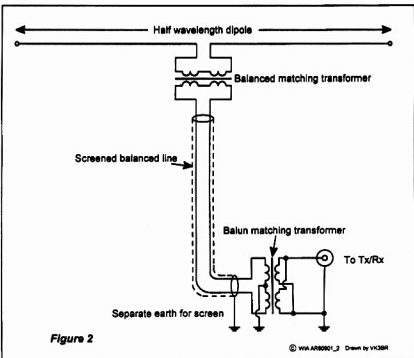 Half wavelength dipole
Balanced matching transformer
Screened balanced line
Balun matching transformer
To Tx/Rx
Separate earth for screen
Figure 2
© WIA AR80901_2 Drawn by VK3BR